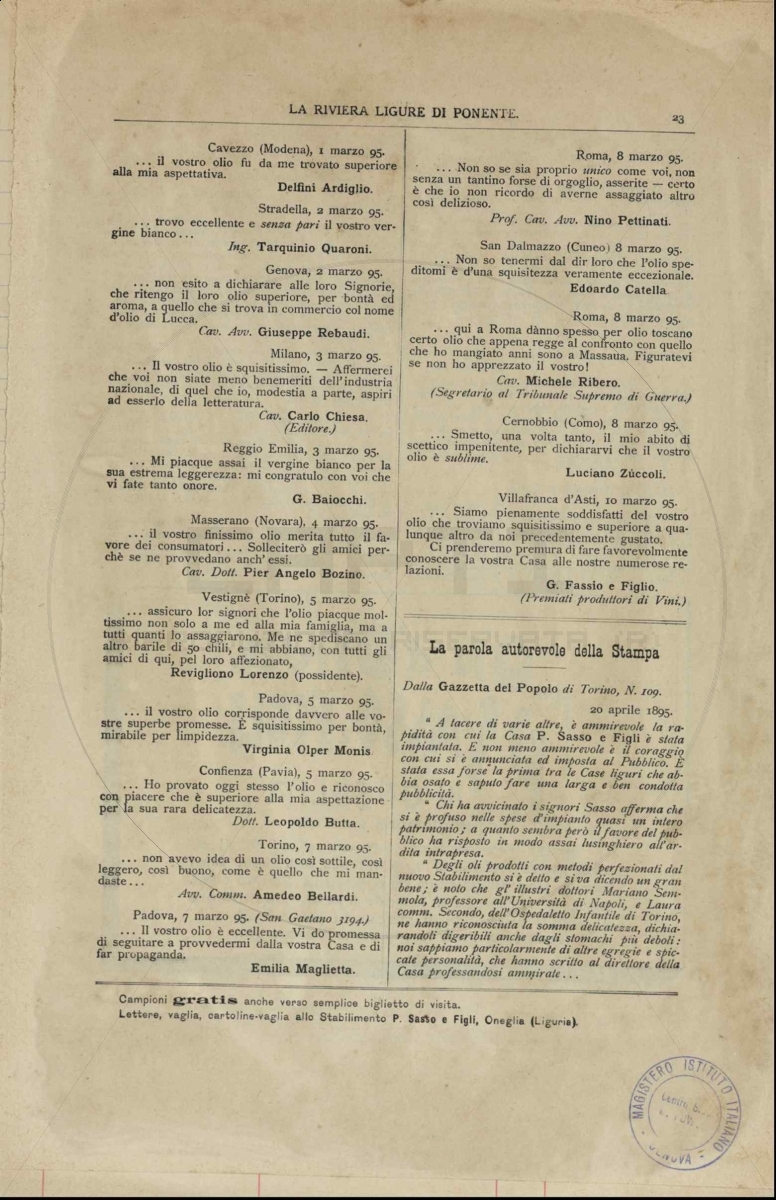 LA RIVIERA LIGURE DI PONENTE.
23
Cavezzo (Modena), 1 marzo 95.
... il vostro olio fu da me trovato superiore
alla mia aspettativa.
Delfini Ardiglio.
Stradella, 2 marzo 95.
... trovo eccellente e senza pari il vostro ver-
gine bianco...
Ing. Tarquinio Quaroni.
Genova, 2 marzo 95.
... non esito a dichiarare alle loro Signorie,
che ritengo il loro olio superiore, per bontà ed
aroma, a quello che si trova in commercio col nome
d'olio di Lucca.
Cav. Avv. Giuseppe Rebaudi.
Milano, 3 marzo 95.
... Il vostro olio è squisitissimo. — Affermerei
che voi non siate meno benemeriti dell'industria
nazionale, di quel che io, modestia a parte, aspiri
ad esserlo della letteratura.
Cav. Carlo Chiesa.
(Editore.)
Reggio Emilia, 3 marzo 95.
... Mi piacque assai il vergine bianco per la
sua estrema leggerezza: mi congratulo con voi che
vi fate tanto onore.
G. Baiocchi.
Masserano (Novara), 4 marzo 95.
... il vostro finissimo olio merita tutto il fa-
vore dei consumatori... Solleciterò gli amici per-
chè se ne provvedano anch'essi.
Cav. Dott. Pier Angelo Bozino.
Vestignè (Torino), 5 marzo 95.
... assicuro lor signori che l'olio piacque mol-
tissimo non solo a me ed alla mia famiglia, ma a
tutti quanti lo assaggiarono. Me ne spediscano un
altro barile di 50 chili, e mi abbiano, con tutti gli
amici di qui, pel loro affezionato,
Revigliono Lorenzo (possidente).
Padova, 5 marzo 95.
... il vostro olio corrisponde davvero alle vo-
stre superbe promesse. È squisitissimo per bontà,
mirabile per limpidezza.
Virginia Olper Monis
Confienza (Pavia), 5 marzo 95.
... Ho provato oggi stesso l'olio e riconosco
con piacere che è superiore alla mia aspettazione
per la sua rara delicatezza.
Dott. Leopoldo Butta.
Torino, 7 marzo 95.
... non avevo idea di un olio così sottile, così
leggero, così buono, come è quello che mi man-
daste...
Avv. Comm. Amedeo Bellardi.
Padova, 7 marzo 95. (San Gaetano 3194.)
... Il vostro olio è eccellente. Vi do promessa
di seguitare a provvedermi dalla vostra Casa e di
far propaganda.
Emilia Maglietta.
Roma, 8 marzo 95.
... Non so se sia proprio unico come voi, non
senza un tantino forse di orgoglio, asserite — certo
è che io non ricordo di averne assaggiato altro
così delizioso.
Prof. Cav. Avv. Nino Pettinati.
San Dalmazzo (Cuneo) 8 marzo 95.
... Non so tenermi dal dir loro che l'olio spe-
ditomi è d'una squisitezza veramente eccezionale.
Edoardo Catella
Roma, 8 marzo 95.
... qui a Roma dànno spesso per olio toscano
certo olio che appena regge al confronto con quello
che ho mangiato anni sono a Massaua. Figuratevi
se non ho apprezzato il vostro!
Cav. Michele Ribero.
(Segretario al Tribunale Supremo di Guerra.)
Cernobbio (Como), 8 marzo 95.
... Smetto, una volta tanto, il mio abito di
scettico impenitente, per dichiararvi che il vostro
olio è sublime.
Luciano Zùccoli.
Villafranca d'Asti, 10 marzo 95.
... Siamo pienamente soddisfatti del vostro
olio che troviamo squisitissimo e superiore a qua-
lunque altro da noi precedentemente gustato.
Ci prenderemo premura di fare favorevolmente
conoscere la vostra Casa alle nostre numerose re-
lazioni.
G. Fassio e Figlio.
(Premiati produttori di Vini.)
La parola autorevole della Stampa
Dalla Gazzetta del Popolo di Torino, N. 109.
20 aprile 1895.
" A tacere di varie altre, è ammirevole la ra-
pidità con cui la Casa P. Sasso e Figli è stata
impiantata. E non meno ammirevole è il coraggio
con cui si è annunciata ed imposta al Pubblico. È
stata essa forse la prima tra le Case liguri che ab-
bia osato e saputo fare una larga e ben condotta
pubblicità.
" Chi ha avvicinato i signori Sasso afferma che
si è profuso nelle spese d'impianto quasi un intero
patrimonio; a quanto sembra però il favore del pub-
blico ha risposto in modo assai lusinghiero all'ar-
dita intrapresa.
" Degli oli prodotti con metodi perfezionati dal
nuovo Stabilimento si è detto e si va dicendo un gran
bene; è noto che gl'illustri dottori Mariano Sem-
mola, professore all'Università di Napoli, e Laura
comm. Secondo, dell'Ospedaletto Infantile di Torino,
ne hanno riconosciuta la somma delicatezza, dichia-
randoli digeribili anche dagli stomachi più deboli:
noi sappiamo particolarmente di altre egregie e spic-
cate personalità, che hanno scritto al direttore della
Casa professandosi ammirate...
Campioni gratis anche verso semplice biglietto di visita.
Lettere, vaglia, cartoline-vaglia allo Stabilimento P. Sasso e Figli, Oneglia (Liguria).
MAGISTERO ISTITUTO ITALIANO
GENOVA